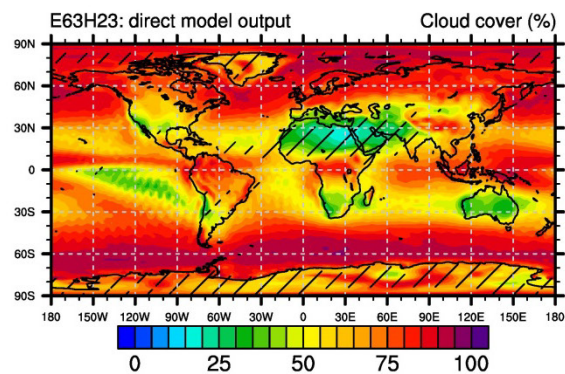 E63H23: direct model output Cloud cover (%)
90N
60N
30N
0
30S
60S
90S
180 150W 120W 90W 60W 30W 0 30E 60E 90E 120E 150E 180
0 25 50 75 100